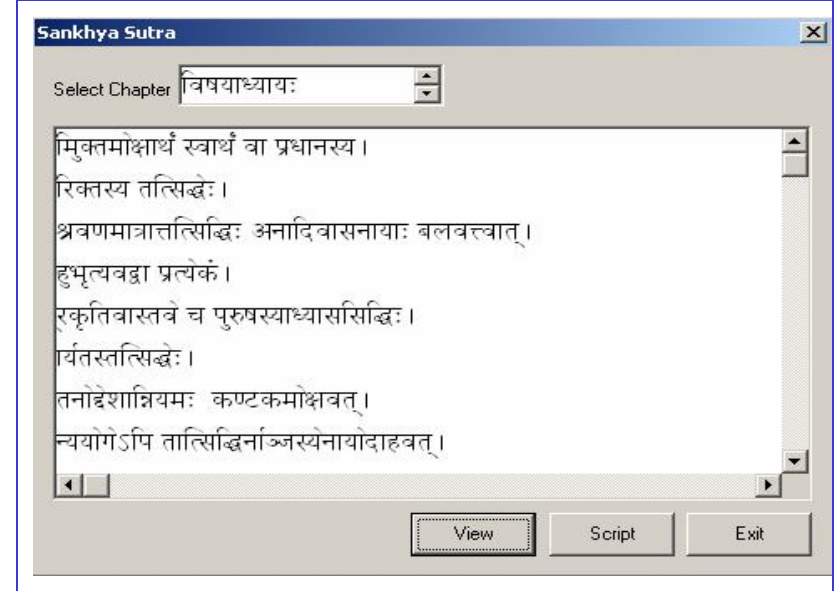 Sankhya Sutra
Select Chapter विषयाध्यायः
मिुक्तमोक्षार्थं स्वार्थं वा प्रधानस्य।
रिक्तस्य तत्सिद्धेः।
श्रवणमात्रात्तत्सिद्धिः अनादिवासनायाः बलवत्त्वात्।
हुभृत्यवद्वा प्रत्येकं।
्रकृतिवास्तवे च पुरुषस्याध्याससिद्धिः।
ार्यतस्तत्सिद्धेः।
तनोद्देशान्नियमः कण्टकमोक्षवत्।
न्ययोगेऽपि तात्सिद्धिर्नाञ्जस्येनायोदाहवत्।
View Script Exit